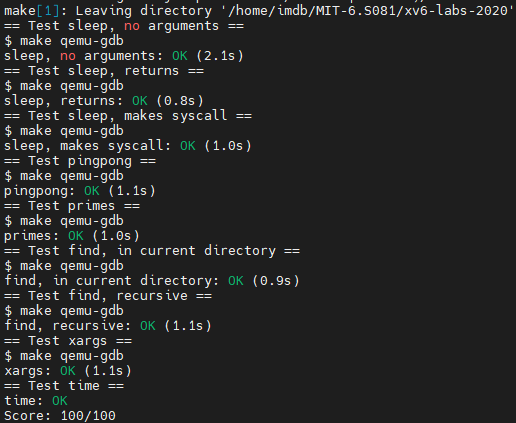 make[1]: Leaving directory '/home/imdb/MIT-6.S081/xv6-labs-2020'
== Test sleep, no arguments ==
$ make qemu-gdb
sleep, no arguments: OK (2.1s)
== Test sleep, returns ==
$ make qemu-gdb
sleep, returns: OK (0.8s)
== Test sleep, makes syscall ==
$ make qemu-gdb
sleep, makes syscall: OK (1.0s)
== Test pingpong ==
$ make qemu-gdb
pingpong: OK (1.1s)
== Test primes ==
$ make qemu-gdb
primes: OK (1.0s)
== Test find, in current directory ==
$ make qemu-gdb
find, in current directory: OK (0.9s)
== Test find, recursive ==
$ make qemu-gdb
find, recursive: OK (1.1s)
== Test xargs ==
$ make qemu-gdb
xargs: OK (1.1s)
== Test time ==
time: OK
Score: 100/100